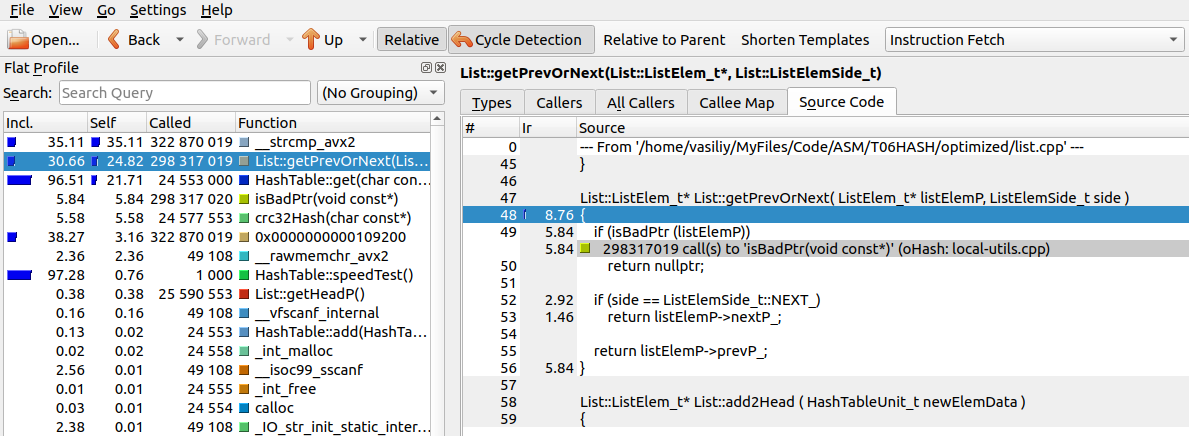 File View Go Settings Help
Open... Back Forward Up Relative Cycle Detection Relative to Parent Shorten Templates Instruction Fetch
Flat Profile
Search: Search Query (No Grouping)
Incl. Self Called Function
35.11 35.11 322 870 019 __strcmp_avx2
30.66 24.82 298 317 019 List::getPrevOrNext(Lis...
96.51 21.71 24 553 000 HashTable::get(char con...
5.84 5.84 298 317 020 isBadPtr(void const*)
5.58 5.58 24 577 553 crc32Hash(char const*)
38.27 3.16 322 870 019 0x0000000000109200
2.36 2.36 49 108 __rawmemchr_avx2
97.28 0.76 1 000 HashTable::speedTest()
0.38 0.38 25 590 553 List::getHeadP()
0.16 0.16 49 108 __vfscanf_internal
0.13 0.02 24 553 HashTable::add(HashTa...
0.02 0.02 24 558 _int_malloc
2.56 0.01 49 108 __isoc99_sscanf
0.01 0.01 24 555 _int_free
0.03 0.01 24 554 calloc
2.38 0.01 49 108 _IO_str_init_static_inter...
List::getPrevOrNext(List::ListElem_t*, List::ListElemSide_t)
Types Callers All Callers Callee Map Source Code
# Ir Source
0 --- From '/home/vasiliy/MyFiles/Code/ASM/T06HASH/optimized/list.cpp' ---
45 }
46
47 List::ListElem_t* List::getPrevOrNext( ListElem_t* listElemP, ListElemSide_t side )
48 8.76 {
49 5.84 if (isBadPtr (listElemP))
5.84 298317019 call(s) to 'isBadPtr(void const*)' (oHash: local-utils.cpp)
50 return nullptr;
51
52 2.92 if (side == ListElemSide_t::NEXT_)
53 1.46 return listElemP->nextP_;
54
55 return listElemP->prevP_;
56 5.84 }
57
58 List::ListElem_t* List::add2Head ( HashTableUnit_t newElemData )
59 {